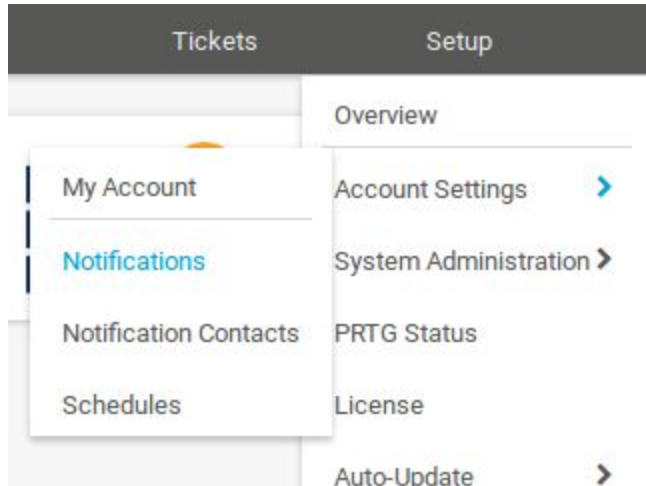 Tickets
Setup
Overview
Account Settings
System Administration
PRTG Status
License
Auto-Update
My Account
Notifications
Notification Contacts
Schedules